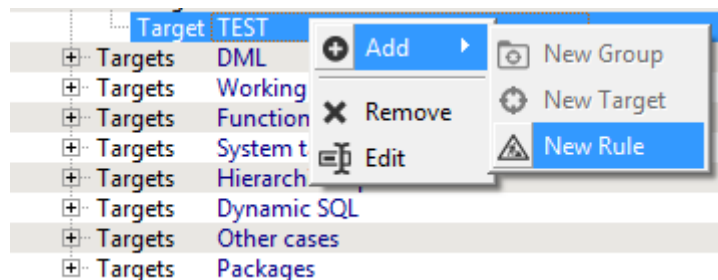 Target TEST
Targets DML
Targets Working
Targets Function
Targets System t
Targets Hierarch
Targets Dynamic SQL
Targets Other cases
Targets Packages
Add
Remove
Edit
New Group
New Target
New Rule